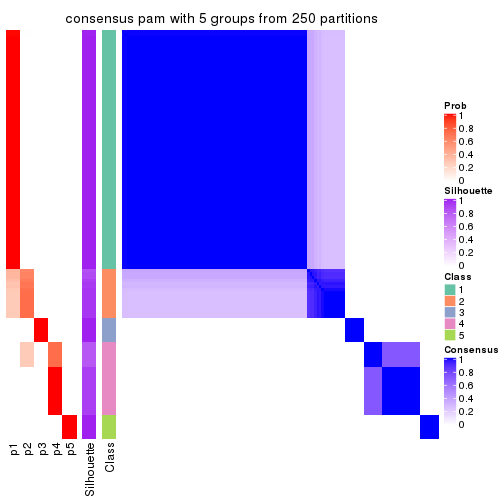 consensus pam with 5 groups from 250 partitions
Prob
1
0.8
0.6
0.4
0.2
0
Silhouette
1
0.8
0.6
0.4
0.2
0
Class
1
2
3
4
5
Consensus
1
0.8
0.6
0.4
0.2
0
p1
p2
p3
p4
p5
Silhouette
Class